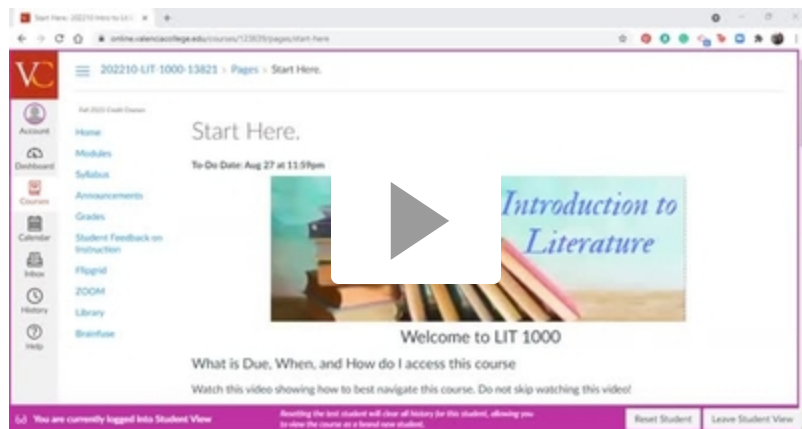 Start Here. 202210 Intro to Lit
online.valenciacollege.edu/courses/123839/pages/start-here
VC
202210-LIT-1000-13821 > Pages > Start Here.
Account
Dashboard
Courses
Calendar
Inbox
History
Help
Fall 2021 Credit Courses
Home
Modules
Syllabus
Announcements
Grades
Student Feedback on
Instruction
Flipgrid
ZOOM
Library
Brainfuse
Start Here.
To-Do Date: Aug 27 at 11:59pm
Introduction to
Literature
Welcome to LIT 1000
What is Due, When, and How do I access this course
Watch this video showing how to best navigate this course. Do not skip watching this video!
You are currently logged into Student View
Resetting the test student will clear all history for this student, allowing you
to view the course as a brand new student.
Reset Student
Leave Student View